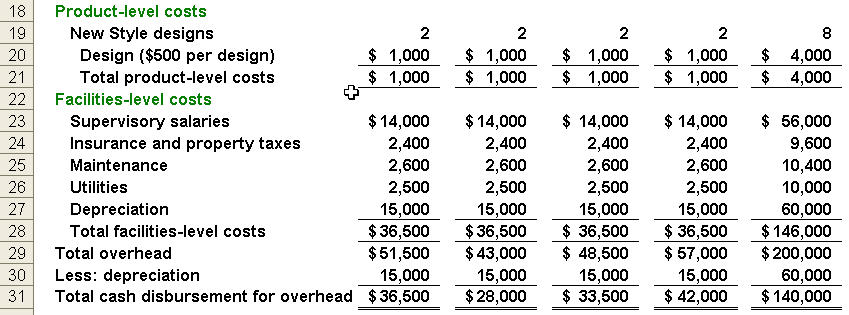 18 Product-level costs
19 New Style designs 2 2 2 2 8
20 Design ($500 per design) $ 1,000 $ 1,000 $ 1,000 $ 1,000 $ 4,000
21 Total product-level costs $ 1,000 $ 1,000 $ 1,000 $ 1,000 $ 4,000
22 Facilities-level costs
23 Supervisory salaries $14,000 $14,000 $ 14,000 $14,000 $ 56,000
24 Insurance and property taxes 2,400 2,400 2,400 2,400 9,600
25 Maintenance 2,600 2,600 2,600 2,600 10,400
26 Utilities 2,500 2,500 2,500 2,500 10,000
27 Depreciation 15,000 15,000 15,000 15,000 60,000
28 Total facilities-level costs $36,500 $36,500 $ 36,500 $36,500 $146,000
29 Total overhead $51,500 $43,000 $ 48,500 $57,000 $200,000
30 Less: depreciation 15,000 15,000 15,000 15,000 60,000
31 Total cash disbursement for overhead $36,500 $28,000 $ 33,500 $42,000 $140,000